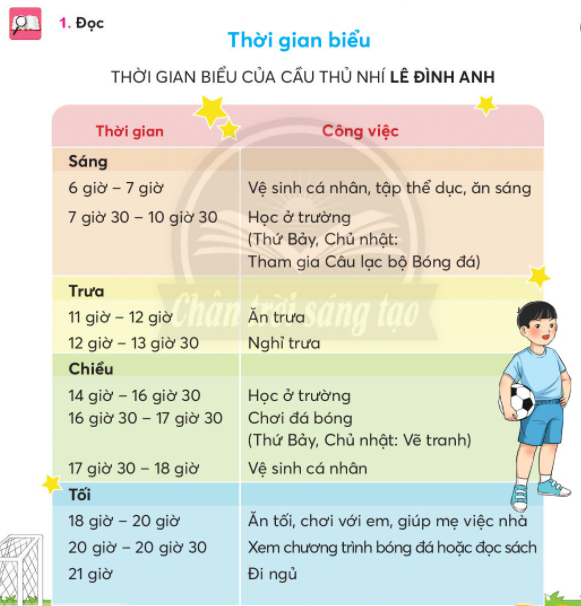 1. Đọc
Thời gian biểu
THỜI GIAN BIỂU CỦA CẦU THỦ NHÍ LÊ ĐÌNH ANH
Thời gian Công việc
Sáng
6 giờ – 7 giờ Vệ sinh cá nhân, tập thể dục, ăn sáng
7 giờ 30 – 10 giờ 30 Học ở trường
(Thứ Bảy, Chủ nhật:
Tham gia Câu lạc bộ Bóng đá)
Trưa
11 giờ – 12 giờ Ăn trưa
12 giờ – 13 giờ 30 Nghỉ trưa
Chân trời sáng tạo
Chiều
14 giờ – 16 giờ 30 Học ở trường
16 giờ 30 – 17 giờ 30 Chơi đá bóng
(Thứ Bảy, Chủ nhật: Vẽ tranh)
17 giờ 30 – 18 giờ Vệ sinh cá nhân
Tối
18 giờ – 20 giờ Ăn tối, chơi với em, giúp mẹ việc nhà
20 giờ – 20 giờ 30 Xem chương trình bóng đá hoặc đọc sách
21 giờ Đi ngủ